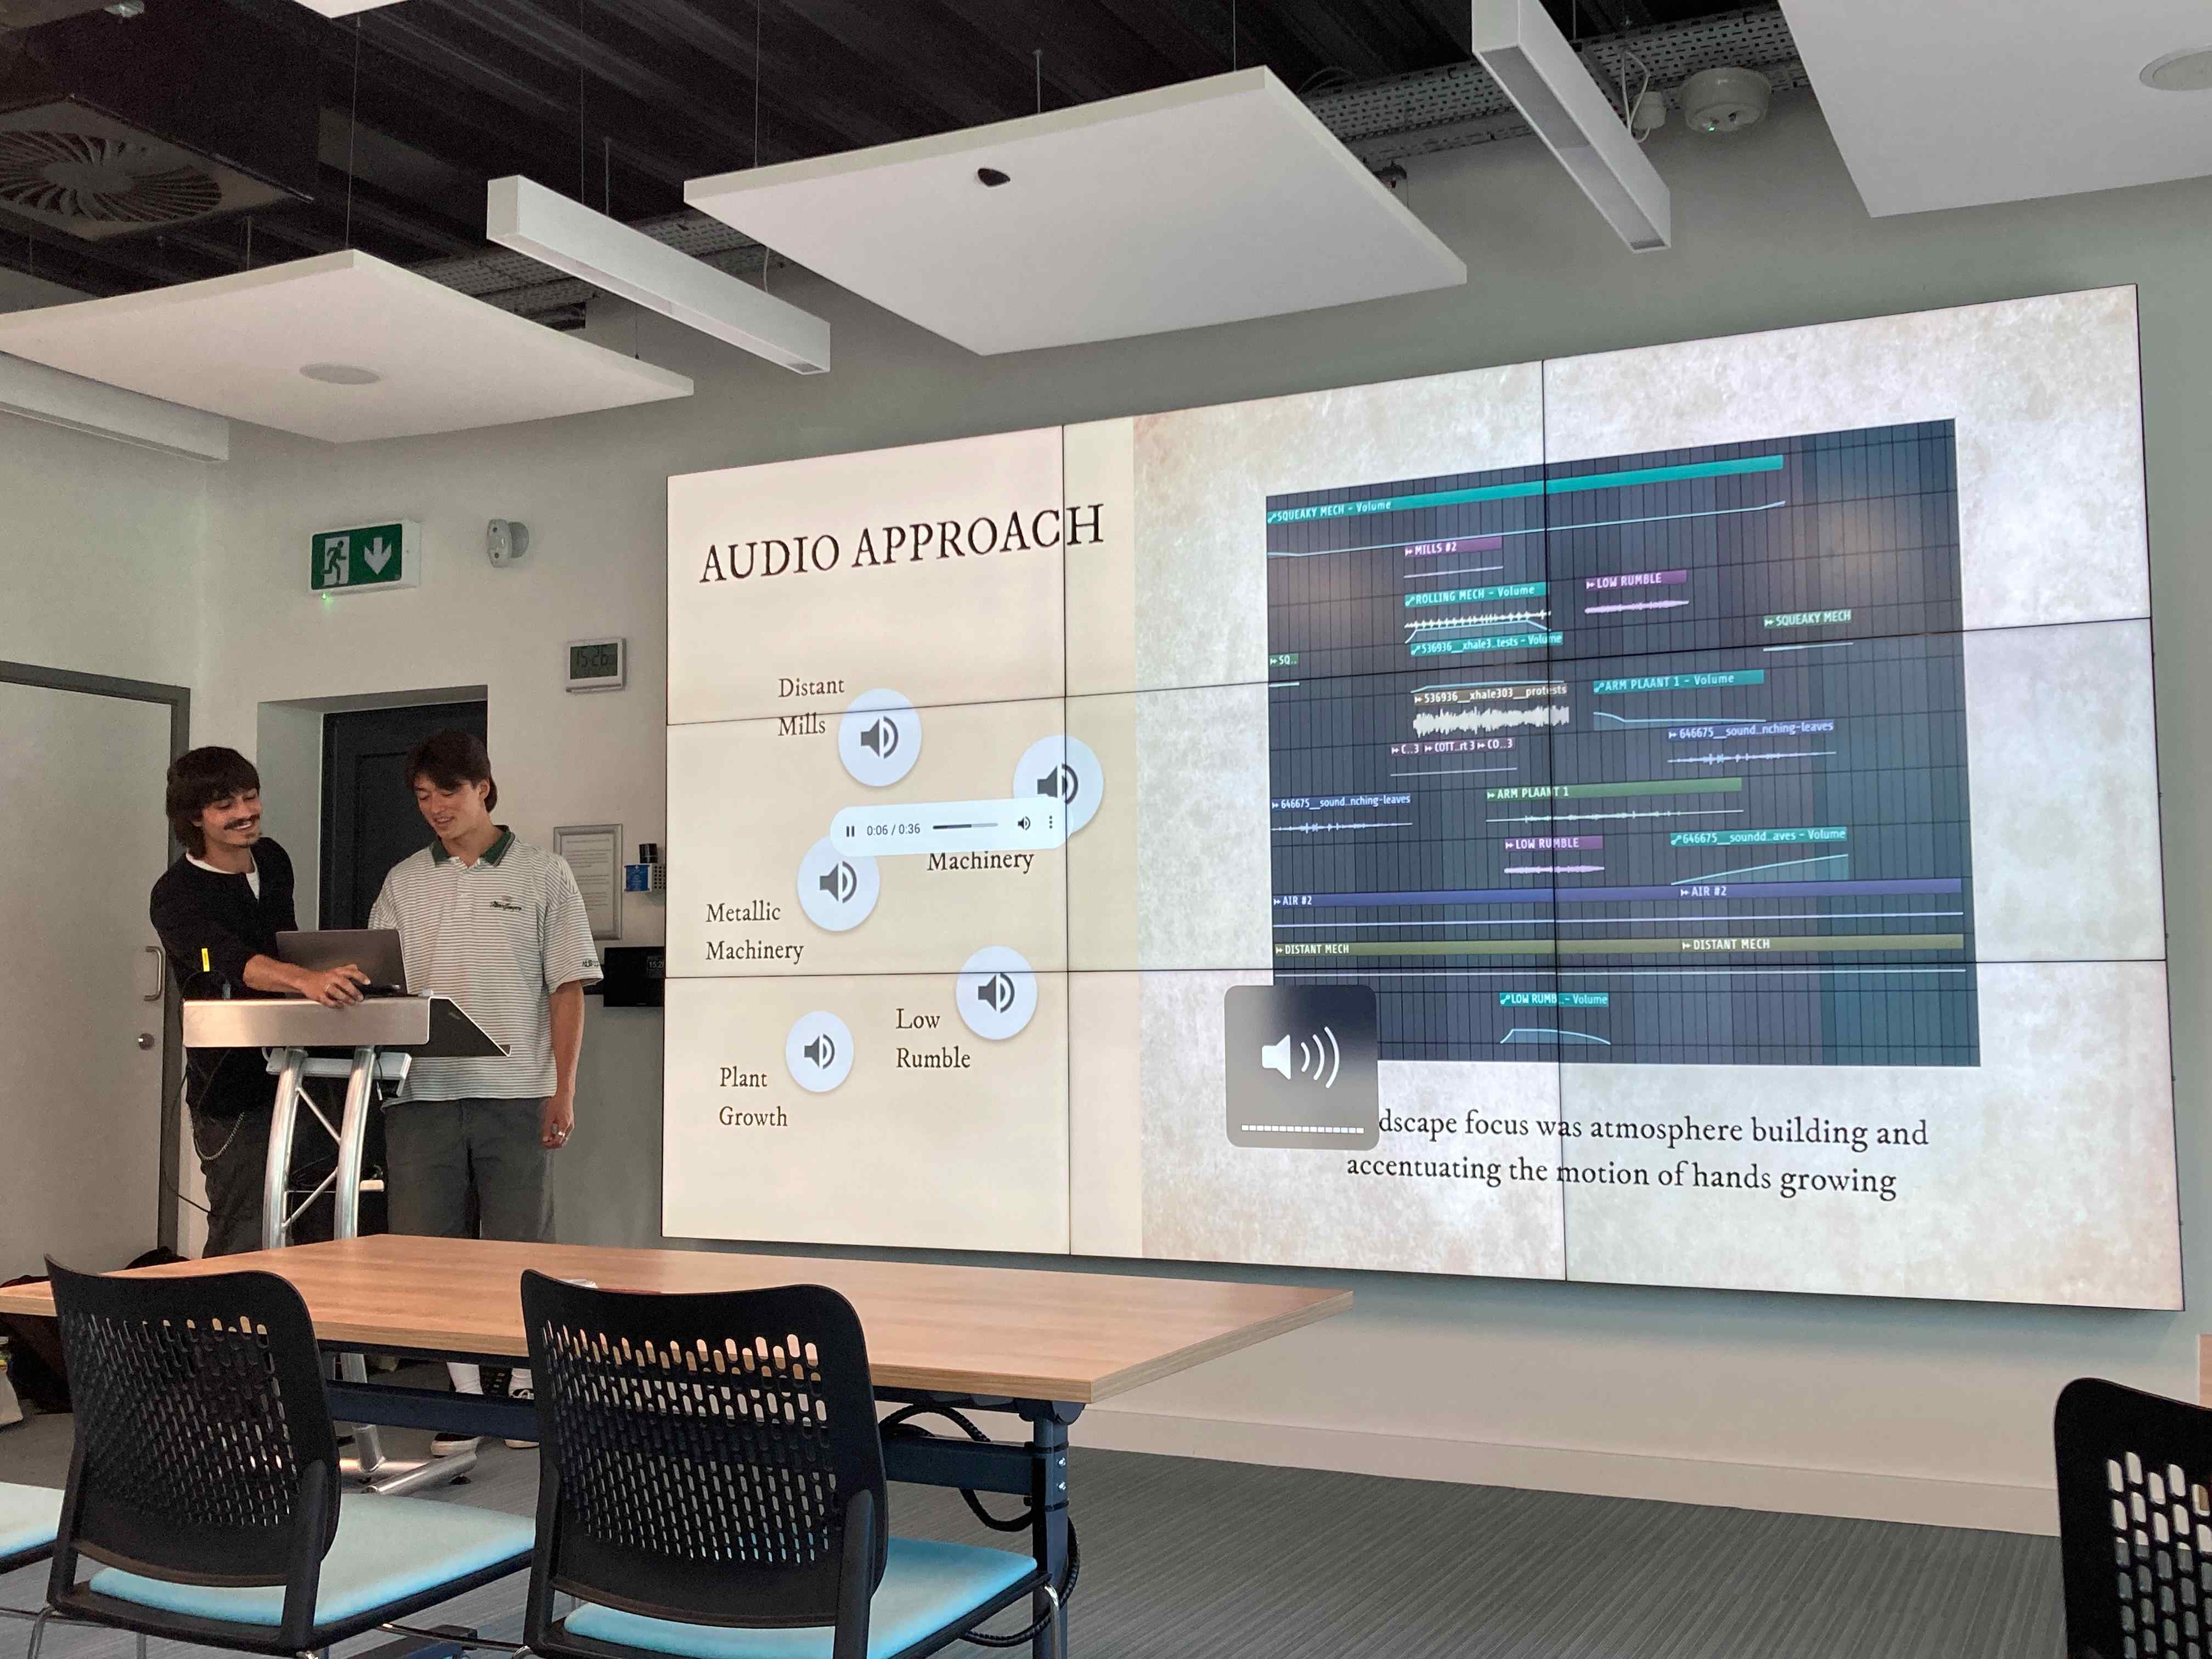 15:26
AUDIO APPROACH
Distant
Mills
0:06 / 0:36
Machinery
Metallic
Machinery
Low
Rumble
Plant
Growth
SQUEAKY MECH - Volume
MILLS #2
LOW RUMBLE
ROLLING MECH - Volume
SQUEAKY MECH
536936__xhale3..tests - Volume
SQ..
ARM PLAANT 1 - Volume
536936__xhale303__protests
646675__sound..nching-leaves
C..3 COTT..rt 3 CO..3
ARM PLAANT 1
646675__sound..nching-leaves
LOW RUMBLE
646675__soundd..aves - Volume
AIR #2
AIR #2
DISTANT MECH
DISTANT MECH
LOW RUMB..- Volume
dscape focus was atmosphere building and
accentuating the motion of hands growing